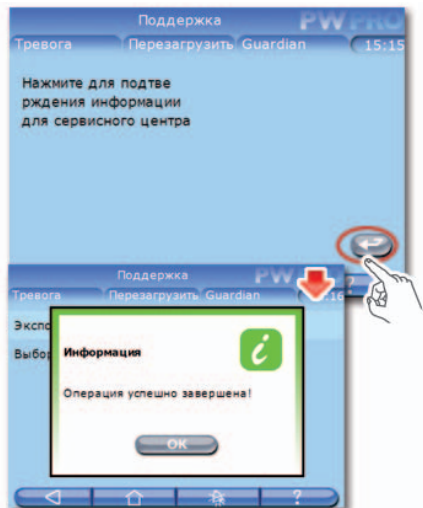 Поддержка PWPRO
Тревога Перезагрузить Guardian 15:15
Нажмите для подтве
рждения информации
для сервисного центра
?
Поддержка PW
Тревога Перезагрузить Guardian
Экспо
Выбор
Информация
i
Операция успешно завершена!
OK
?